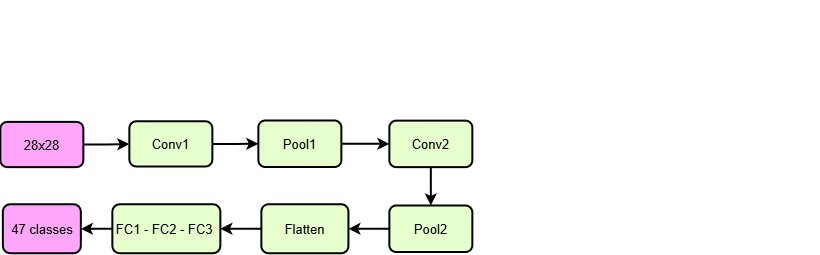 28x28
Conv1
Pool1
Conv2
47 classes
FC1 - FC2 - FC3
Flatten
Pool2